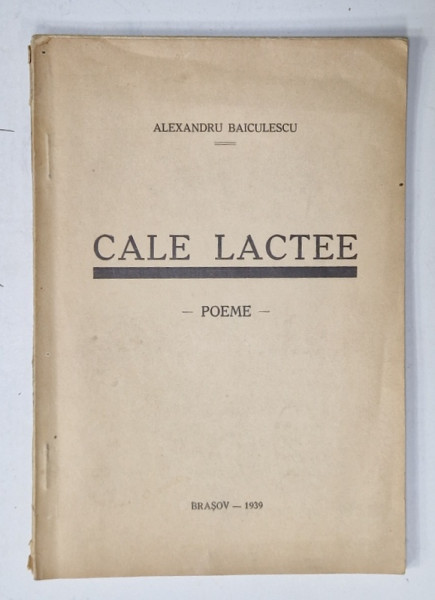 ALEXANDRU BAICULESCU
CALE LACTEE
— POEME —
BRAȘOV — 1939